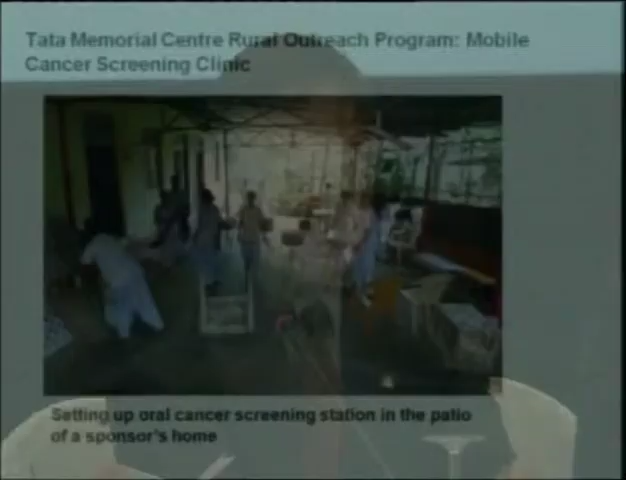 Tata Memorial Centre Rural Outreach Program: Mobile
Cancer Screening Clinic
Setting up oral cancer screening station in the patio
of a sponsor's home